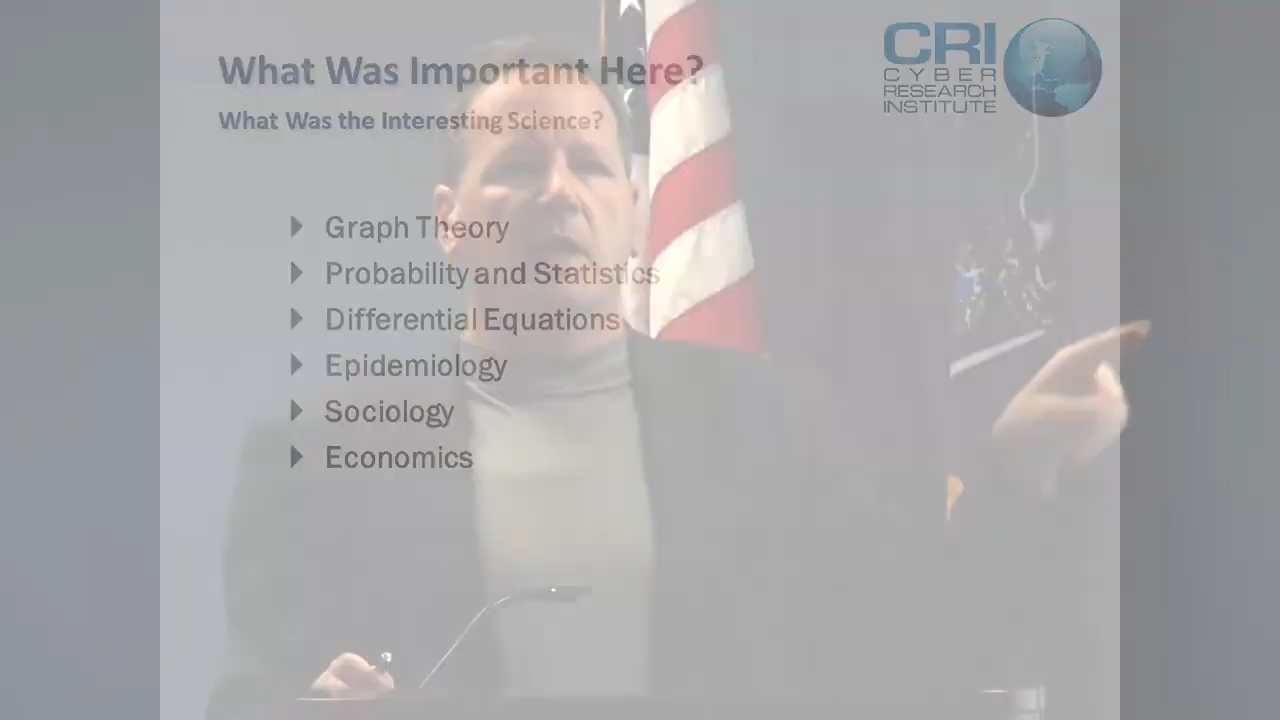 What Was Important Here?
What Was the Interesting Science?
CRI
CYBER
RESEARCH
INSTITUTE
Graph Theory
Probability and Statistics
Differential Equations
Epidemiology
Sociology
Economics